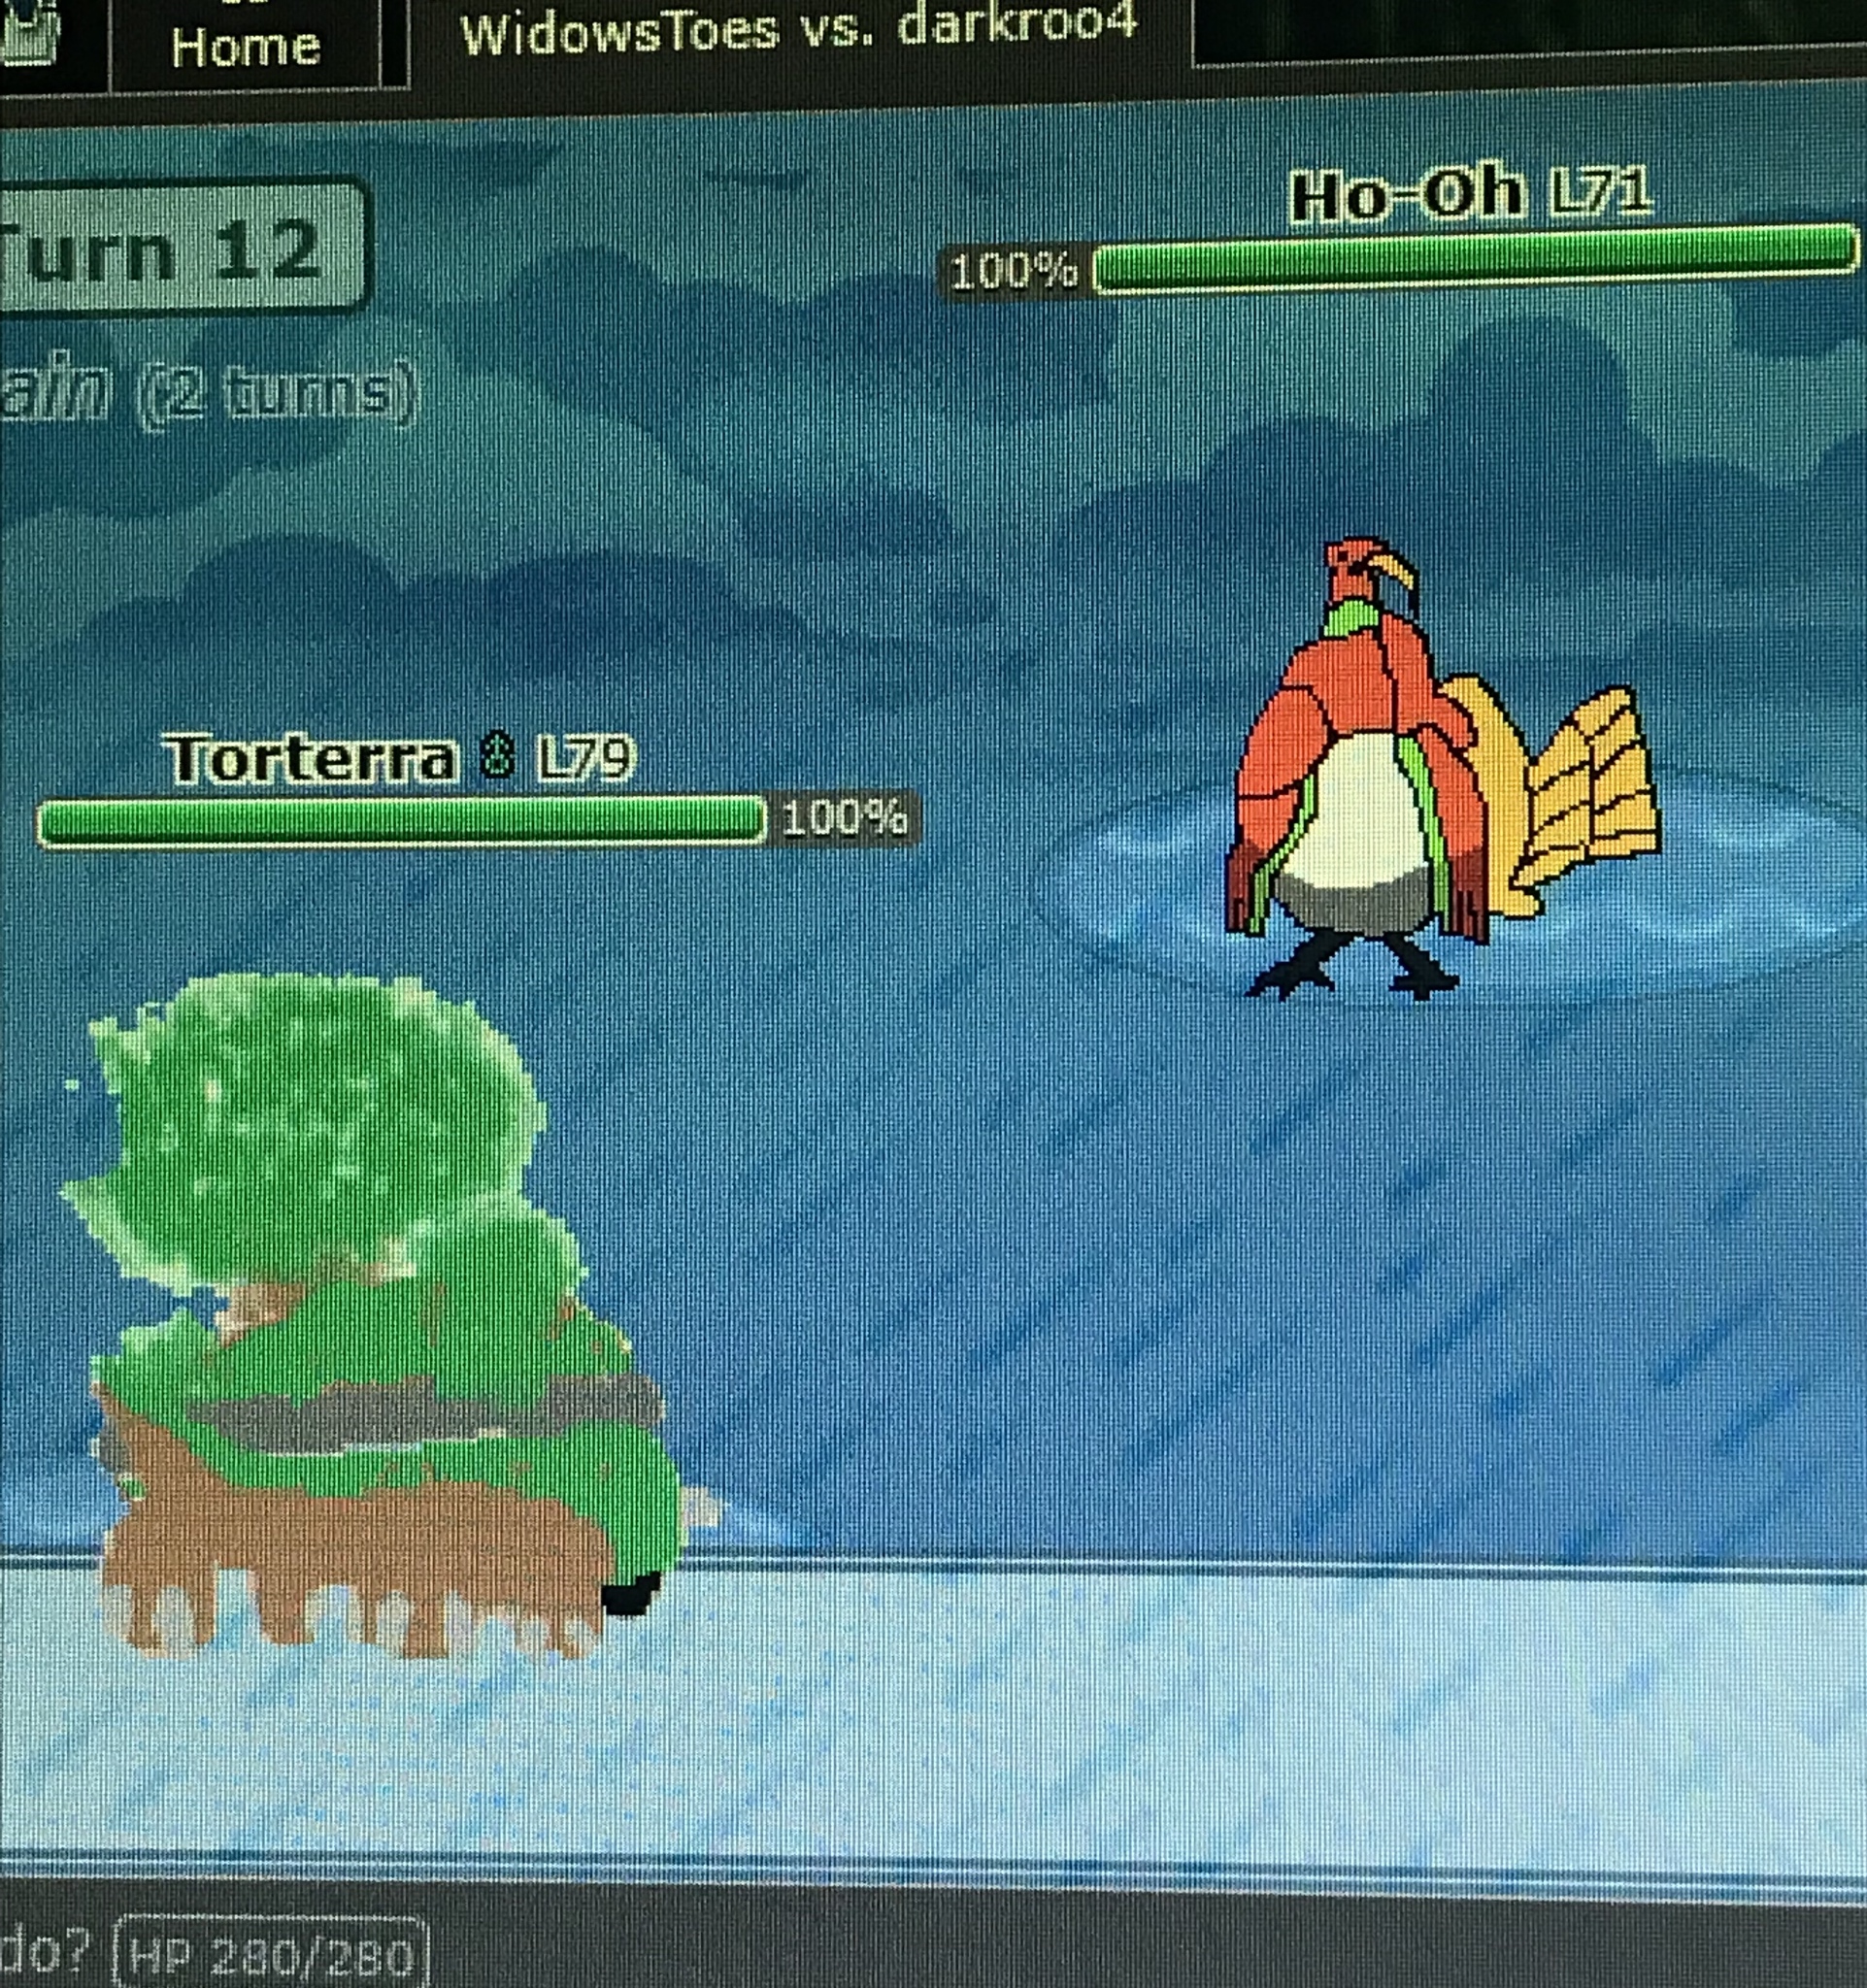 Home
WidowsToes vs. darkroo4
Turn 12
Ho-Oh L71
100%
ain (2 turns)
Torterra L79
100%
do? HP 280/280